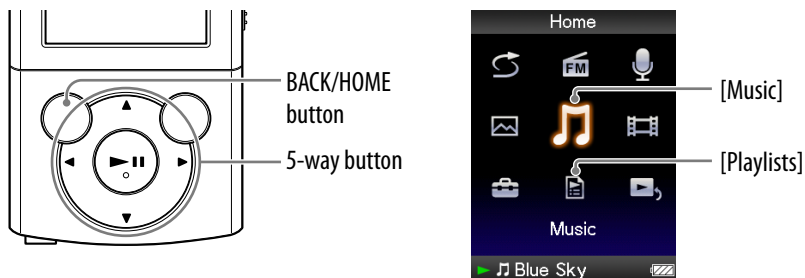 BACK/HOME
button
5-way button
Home
FM
[Music]
[Playlists]
Music
Blue Sky